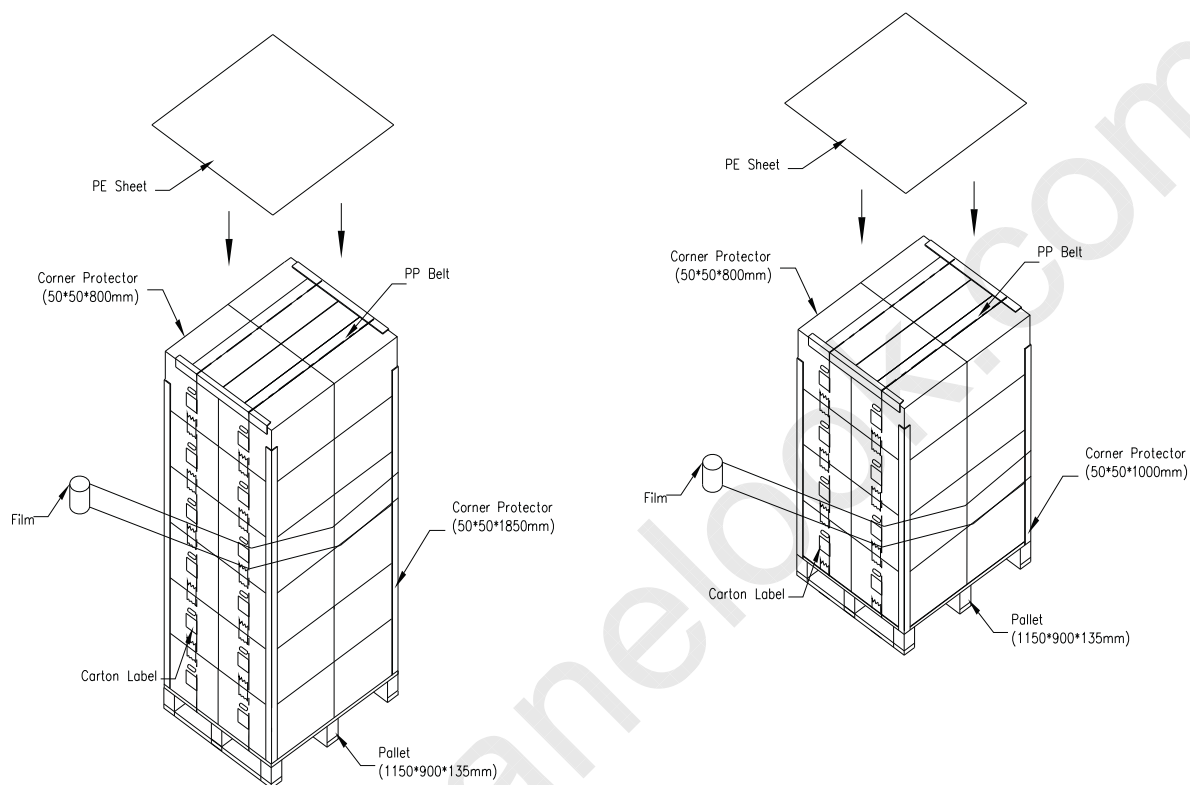 PE Sheet
Corner Protector
(50*50*800mm)
PP Belt
Film
Corner Protector
(50*50*1850mm)
Carton Label
Pallet
(1150*900*135mm)
PE Sheet
Corner Protector
(50*50*800mm)
PP Belt
Film
Corner Protector
(50*50*1000mm)
Carton Label
Pallet
(1150*900*135mm)
anelook.com